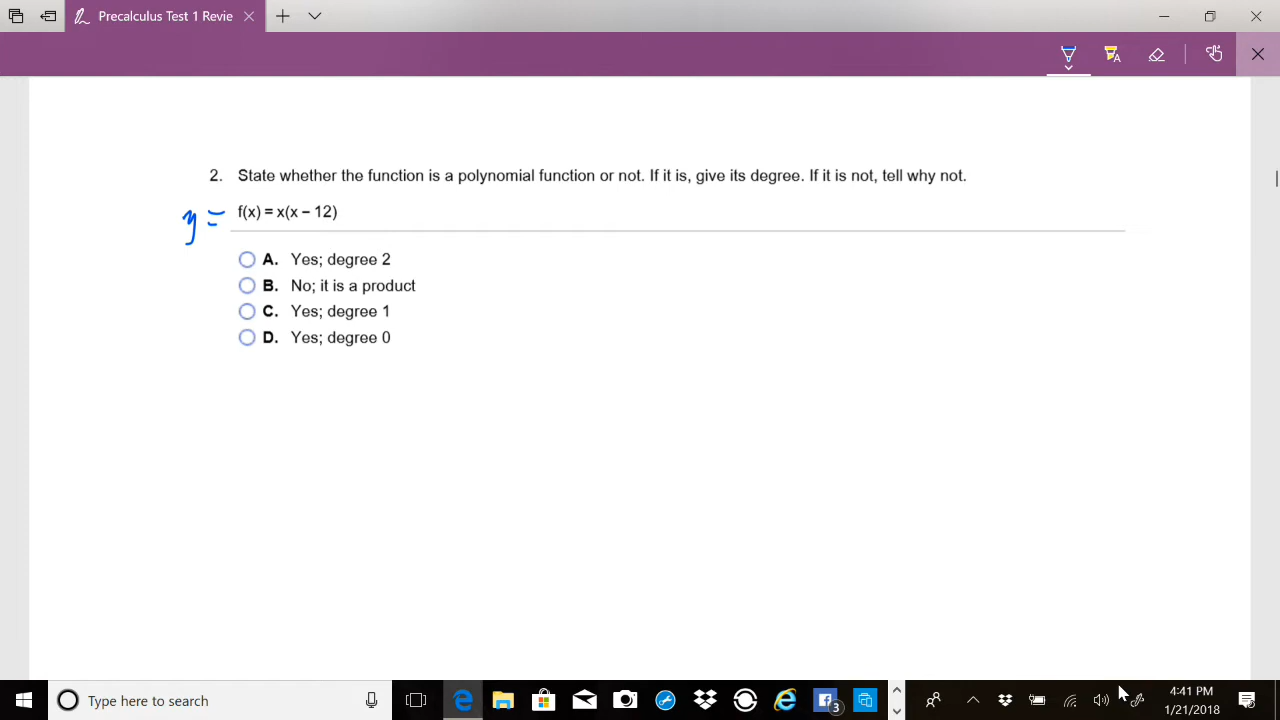 Precalculus Test 1 Revie
2. State whether the function is a polynomial function or not. If it is, give its degree. If it is not, tell why not.
y = f(x) = x(x − 12)
A. Yes; degree 2
B. No; it is a product
C. Yes; degree 1
D. Yes; degree 0
Type here to search
3
4:41 PM
1/21/2018